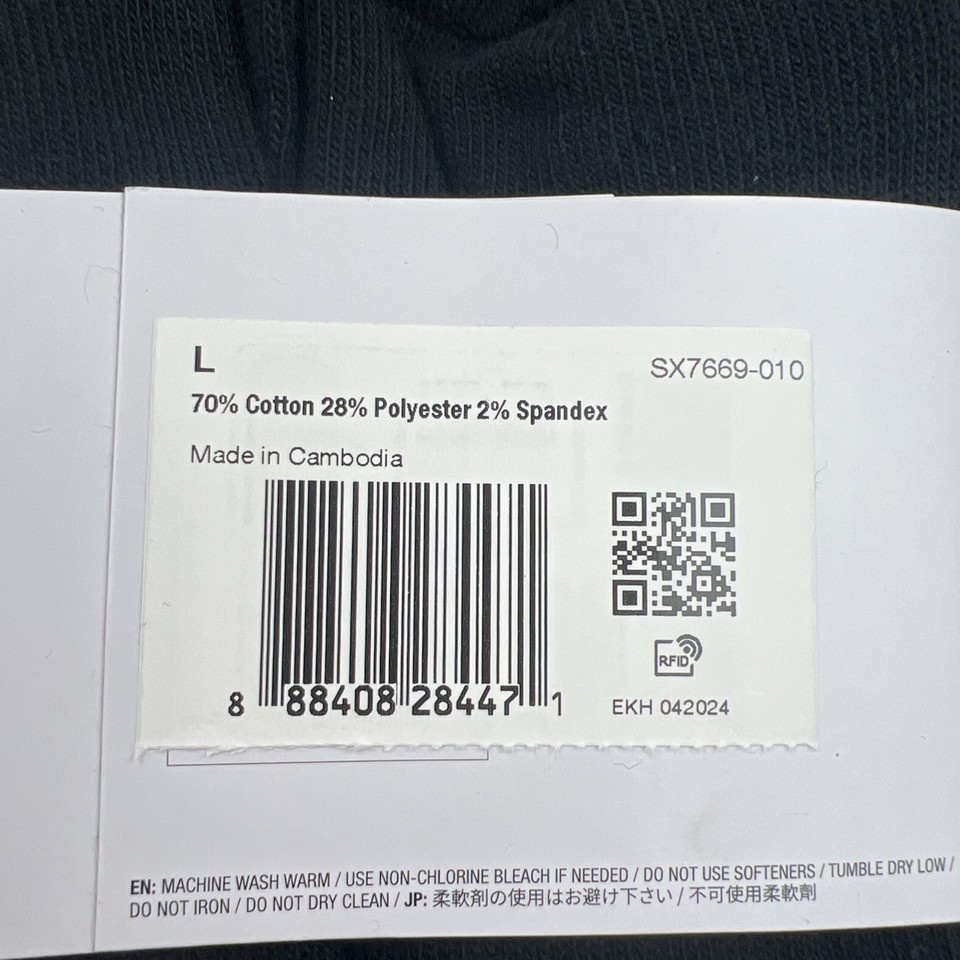 L
SX7669-010
70% Cotton 28% Polyester 2% Spandex
Made in Cambodia
8 88408 28447 1
RFID
EKH 042024
EN: MACHINE WASH WARM / USE NON-CHLORINE BLEACH IF NEEDED / DO NOT USE SOFTENERS / TUMBLE DRY LOW /
DO NOT IRON / DO NOT DRY CLEAN / JP: 柔軟剤の使用はお避け下さい / 不可使用柔軟劑